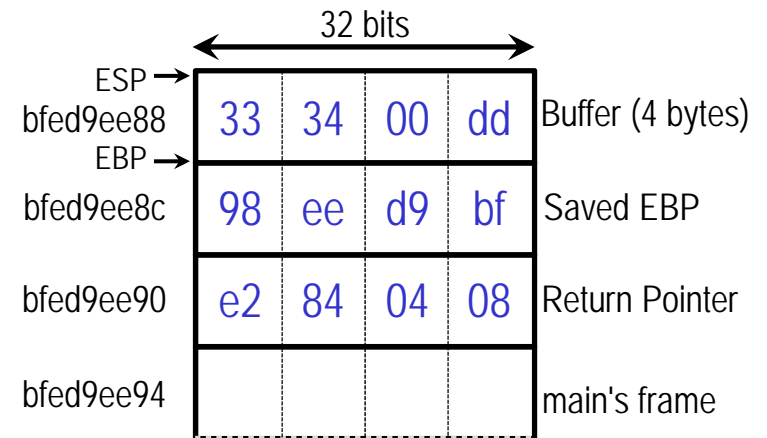 32 bits
ESP
bfed9ee88 33 34 00 dd Buffer (4 bytes)
EBP
bfed9ee8c 98 ee d9 bf Saved EBP
bfed9ee90 e2 84 04 08 Return Pointer
bfed9ee94 main's frame